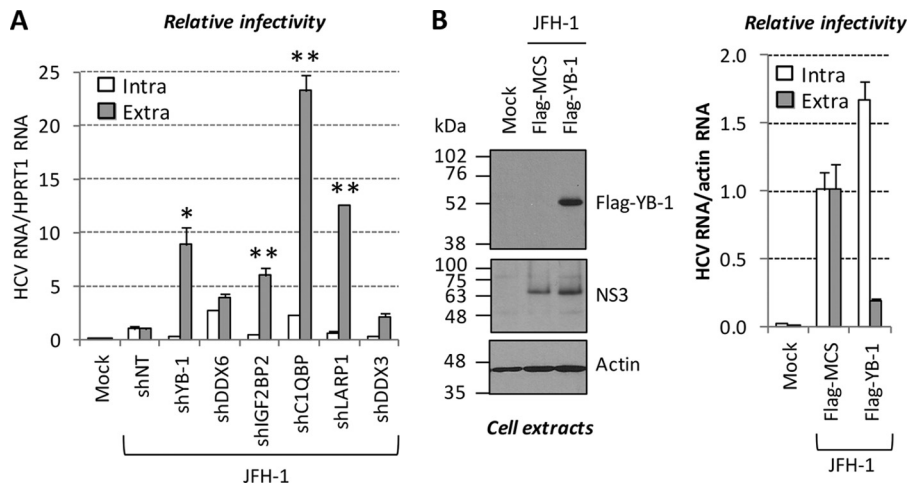 A
Relative infectivity
HCV RNA/HPRT1 RNA
25
20
15
10
5
0
Intra
Extra
*
**
**
**
Mock
shNT
shYB-1
shDDX6
shIGF2BP2
shC1QBP
shLARP1
shDDX3
JFH-1
B
JFH-1
Mock
Flag-MCS
Flag-YB-1
kDa
102
76
52
38
Flag-YB-1
100
75
63
48
NS3
48
35
Actin
Cell extracts
Relative infectivity
HCV RNA/actin RNA
2.0
1.5
1.0
0.5
0.0
Intra
Extra
Mock
Flag-MCS
Flag-YB-1
JFH-1